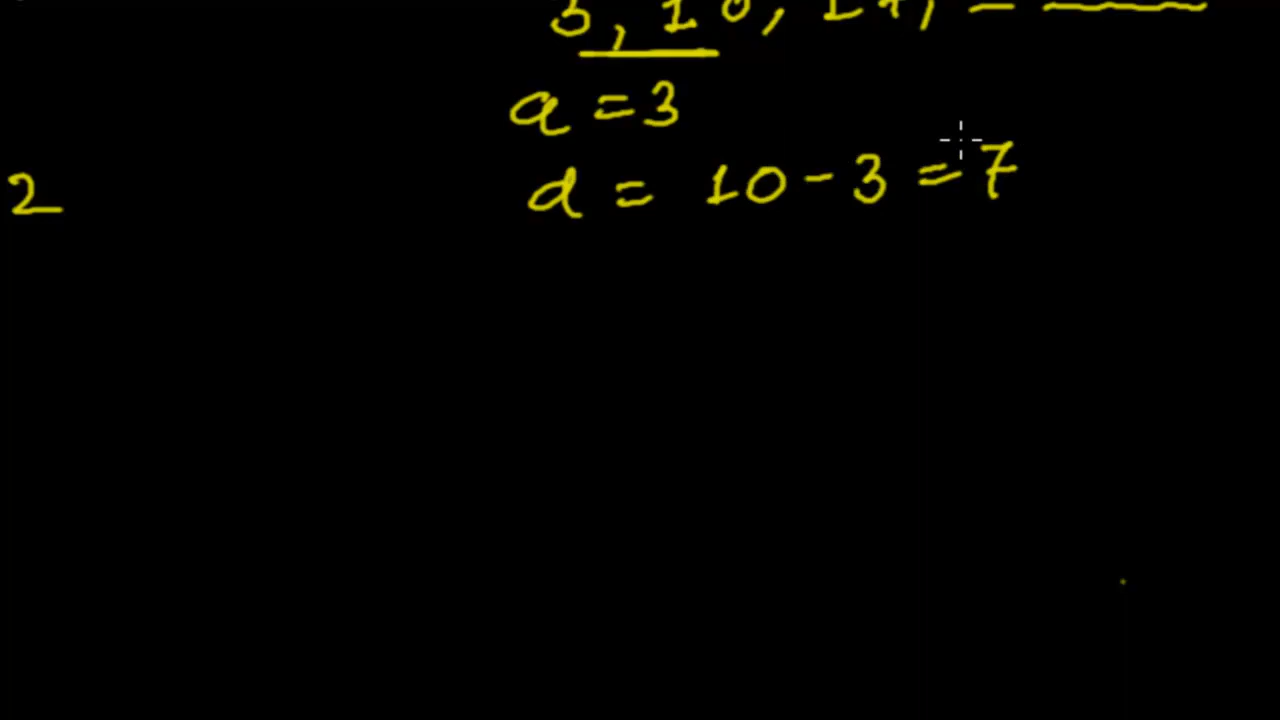 3, 10, 17, –
a = 3
2
d = 10 - 3 = 7